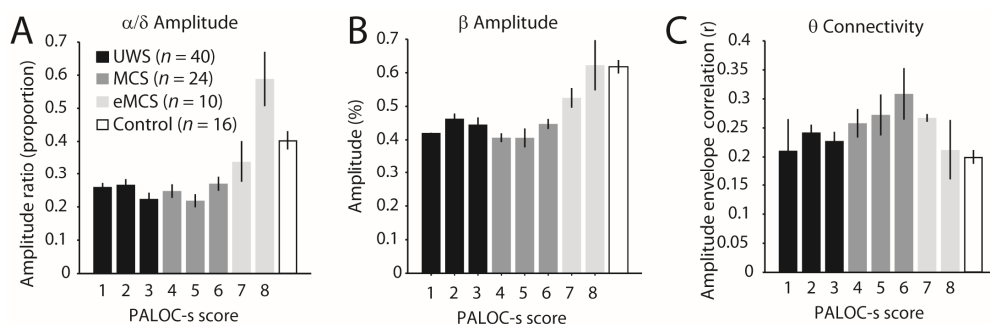 A
α/δ Amplitude
Amplitude ratio (proportion)
0.7
0.6
0.5
0.4
0.3
0.2
0.1
0
UWS (n = 40)
MCS (n = 24)
eMCS (n = 10)
Control (n = 16)
1 2 3 4 5 6 7 8
PALOC-s score
B
β Amplitude
Amplitude (%)
0.7
0.6
0.5
0.4
0.3
0.2
0.1
0
1 2 3 4 5 6 7 8
PALOC-s score
C
θ Connectivity
Amplitude envelope correlation (r)
0.4
0.35
0.3
0.25
0.2
0.15
0.1
0.05
0
1 2 3 4 5 6 7 8
PALOC-s score